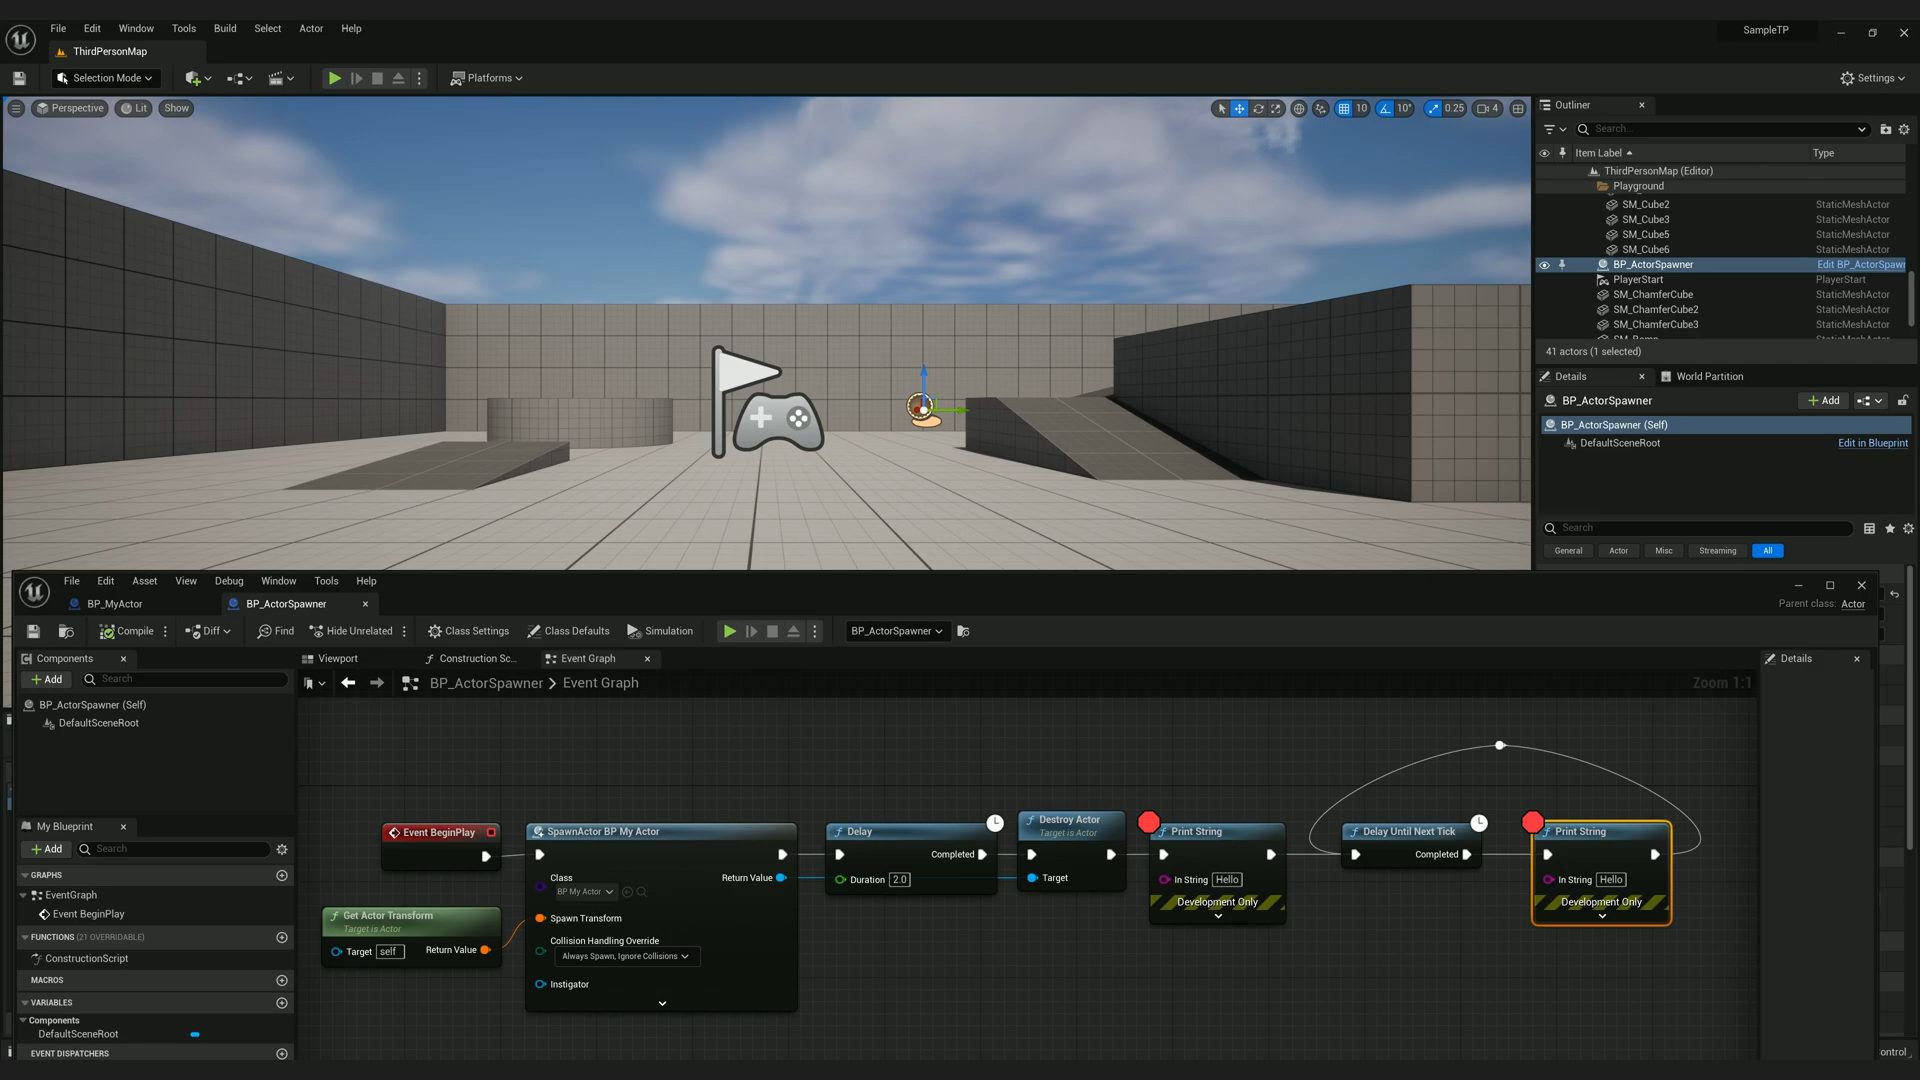 File Edit Window Tools Build Select Actor Help
SampleTP
ThirdPersonMap
Selection Mode
Platforms
Settings
Perspective Lit Show
10 10° 0.25 4
Outliner
Search...
Item Label Type
ThirdPersonMap (Editor)
Playground
SM_Cube2 StaticMeshActor
SM_Cube3 StaticMeshActor
SM_Cube5 StaticMeshActor
SM_Cube6 StaticMeshActor
BP_ActorSpawner Edit BP_ActorSpawn
PlayerStart PlayerStart
SM_ChamferCube StaticMeshActor
SM_ChamferCube2 StaticMeshActor
SM_ChamferCube3 StaticMeshActor
41 actors (1 selected)
Details World Partition
BP_ActorSpawner
Add
BP_ActorSpawner (Self)
DefaultSceneRoot Edit in Blueprint
Search
General Actor Misc Streaming All
File Edit Asset View Debug Window Tools Help
BP_MyActor BP_ActorSpawner
Parent class: Actor
Compile Diff Find Hide Unrelated Class Settings Class Defaults Simulation BP_ActorSpawner
Components
Add Search
BP_ActorSpawner (Self)
DefaultSceneRoot
My Blueprint
Add Search
GRAPHS
EventGraph
Event BeginPlay
FUNCTIONS (21 OVERRIDABLE)
ConstructionScript
MACROS
VARIABLES
Components
DefaultSceneRoot
EVENT DISPATCHERS
Viewport Construction Sc... Event Graph
BP_ActorSpawner > Event Graph
Zoom 1:1
Details
Event BeginPlay
Get Actor Transform
Target is Actor
Target self Return Value
SpawnActor BP My Actor
Class
BP My Actor
Return Value
Spawn Transform
Collision Handling Override
Always Spawn, Ignore Collisions
Instigator
Delay
Completed
Duration 2.0
Destroy Actor
Target is Actor
Target
Print String
In String Hello
Development Only
Delay Until Next Tick
Completed
Print String
In String Hello
Development Only
ontrol